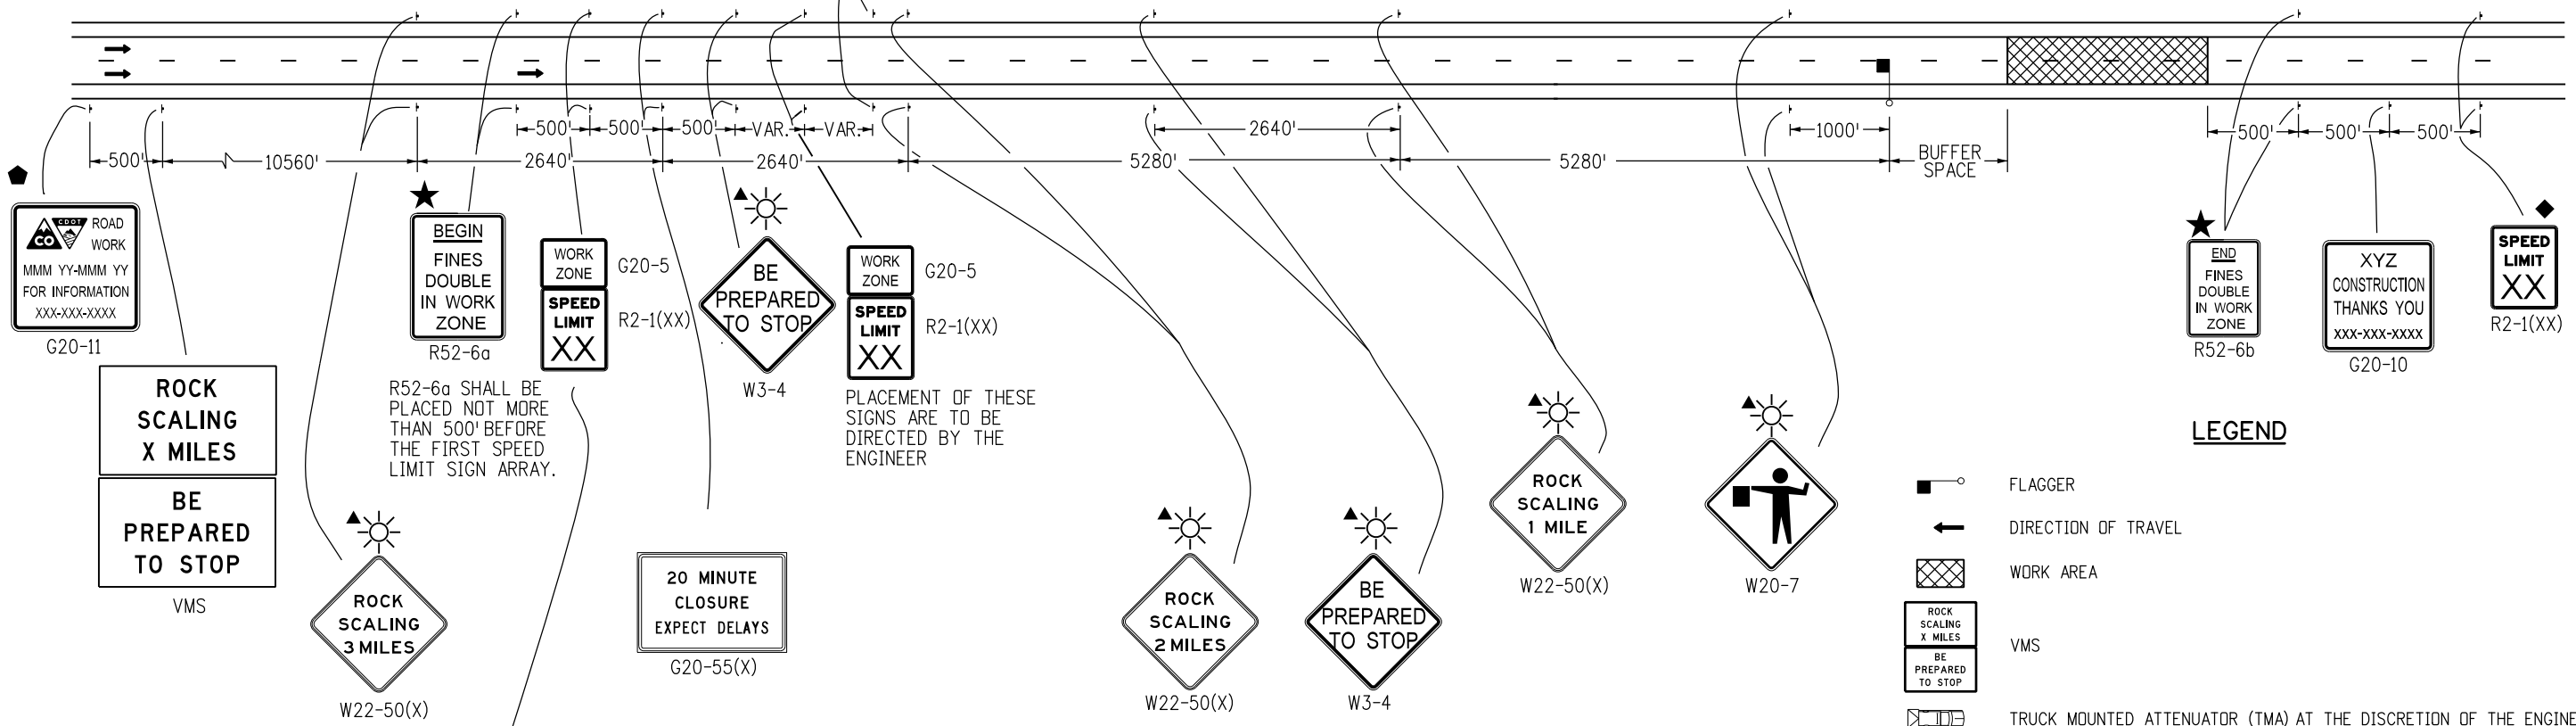 500'
500'
500'
VAR.
VAR.
2640'
1000'
500'
500'
500'
500'
10560'
2640'
2640'
5280'
5280'
BUFFER
SPACE
CO
CDOT
ROAD
WORK
MMM YY-MMM YY
FOR INFORMATION
XXX-XXX-XXXX
G20-11
ROCK
SCALING
X MILES
BE
PREPARED
TO STOP
VMS
ROCK
SCALING
3 MILES
W22-50(X)
BEGIN
FINES
DOUBLE
IN WORK
ZONE
R52-6a
R52-6a SHALL BE
PLACED NOT MORE
THAN 500' BEFORE
THE FIRST SPEED
LIMIT SIGN ARRAY.
WORK
ZONE
G20-5
SPEED
LIMIT
XX
R2-1(XX)
20 MINUTE
CLOSURE
EXPECT DELAYS
G20-55(X)
BE
PREPARED
TO STOP
W3-4
WORK
ZONE
G20-5
SPEED
LIMIT
XX
R2-1(XX)
PLACEMENT OF THESE
SIGNS ARE TO BE
DIRECTED BY THE
ENGINEER
ROCK
SCALING
2 MILES
W22-50(X)
BE
PREPARED
TO STOP
W3-4
ROCK
SCALING
1 MILE
W22-50(X)
W20-7
END
FINES
DOUBLE
IN WORK
ZONE
R52-6b
XYZ
CONSTRUCTION
THANKS YOU
XXX-XXX-XXXX
G20-10
SPEED
LIMIT
XX
R2-1(XX)
LEGEND
FLAGGER
DIRECTION OF TRAVEL
WORK AREA
ROCK
SCALING
X MILES
BE
PREPARED
TO STOP
VMS
TRUCK MOUNTED ATTENUATOR (TMA) AT THE DISCRETION OF THE ENGINE